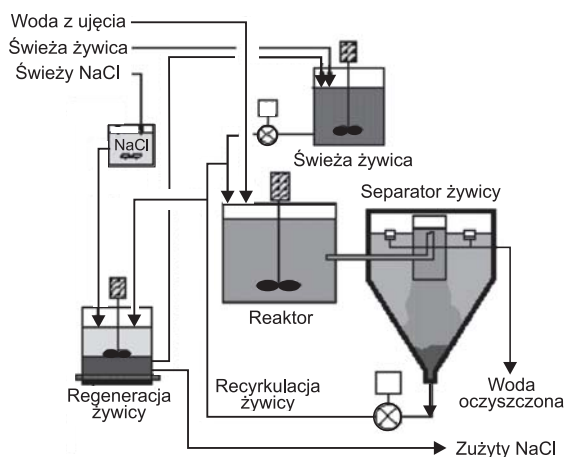 Woda z ujęcia
Świeża żywica
Świeży NaCl
NaCl
Świeża żywica
Separator żywicy
Reaktor
Regeneracja
żywicy
Recyrkulacja
żywicy
Woda
oczyszczona
Zużyty NaCl